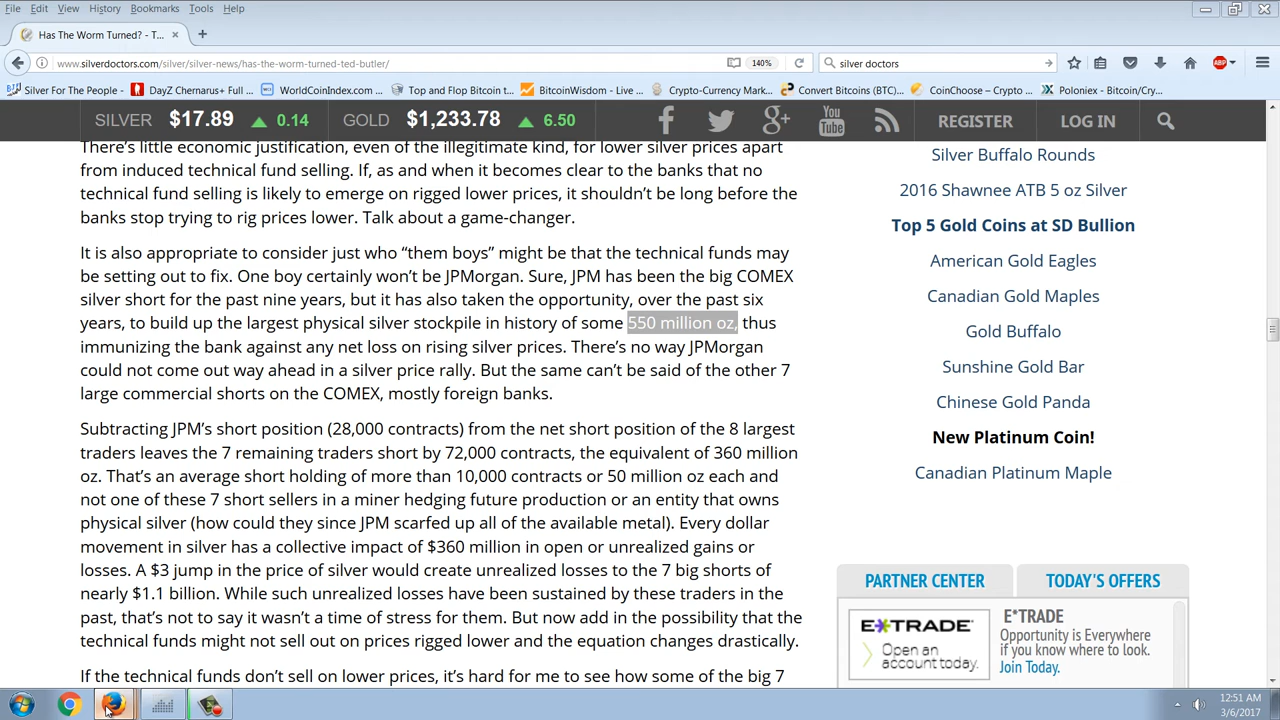 File Edit View History Bookmarks Tools Help
Has The Worm Turned? - T...
www.silverdoctors.com/silver/silver-news/has-the-worm-turned-ted-butler/
140%
silver doctors
ABP
Silver For The People -
DayZ Chernarus+ Full ...
WorldCoinIndex.com ...
Top and Flop Bitcoin t...
BitcoinWisdom - Live ...
Crypto-Currency Mark...
Convert Bitcoins (BTC)...
CoinChoose – Crypto ...
Poloniex - Bitcoin/Cry...
SILVER $17.89 0.14 GOLD $1,233.78 6.50
You Tube
REGISTER LOG IN
There's little economic justification, even of the illegitimate kind, for lower silver prices apart
from induced technical fund selling. If, as and when it becomes clear to the banks that no
technical fund selling is likely to emerge on rigged lower prices, it shouldn't be long before the
banks stop trying to rig prices lower. Talk about a game-changer.
It is also appropriate to consider just who “them boys” might be that the technical funds may
be setting out to fix. One boy certainly won't be JPMorgan. Sure, JPM has been the big COMEX
silver short for the past nine years, but it has also taken the opportunity, over the past six
years, to build up the largest physical silver stockpile in history of some 550 million oz, thus
immunizing the bank against any net loss on rising silver prices. There's no way JPMorgan
could not come out way ahead in a silver price rally. But the same can't be said of the other 7
large commercial shorts on the COMEX, mostly foreign banks.
Subtracting JPM's short position (28,000 contracts) from the net short position of the 8 largest
traders leaves the 7 remaining traders short by 72,000 contracts, the equivalent of 360 million
oz. That's an average short holding of more than 10,000 contracts or 50 million oz each and
not one of these 7 short sellers in a miner hedging future production or an entity that owns
physical silver (how could they since JPM scarfed up all of the available metal). Every dollar
movement in silver has a collective impact of $360 million in open or unrealized gains or
losses. A $3 jump in the price of silver would create unrealized losses to the 7 big shorts of
nearly $1.1 billion. While such unrealized losses have been sustained by these traders in the
past, that's not to say it wasn't a time of stress for them. But now add in the possibility that the
technical funds might not sell out on prices rigged lower and the equation changes drastically.
If the technical funds don't sell on lower prices, it's hard for me to see how some of the big 7
Silver Buffalo Rounds
2016 Shawnee ATB 5 oz Silver
Top 5 Gold Coins at SD Bullion
American Gold Eagles
Canadian Gold Maples
Gold Buffalo
Sunshine Gold Bar
Chinese Gold Panda
New Platinum Coin!
Canadian Platinum Maple
PARTNER CENTER TODAY'S OFFERS
E*TRADE
Open an
account today.
E*TRADE
Opportunity is Everywhere
if you know where to look.
Join Today.
12:51 AM
3/6/2017